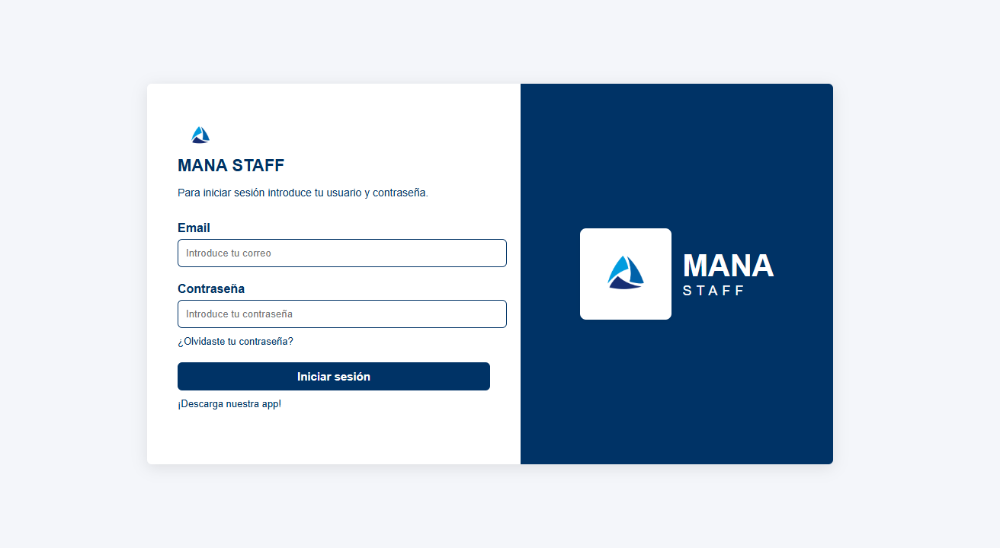 MANA STAFF
Para iniciar sesión introduce tu usuario y contraseña.
Email
Introduce tu correo
Contraseña
Introduce tu contraseña
¿Olvidaste tu contraseña?
Iniciar sesión
¡Descarga nuestra app!
MANA
STAFF